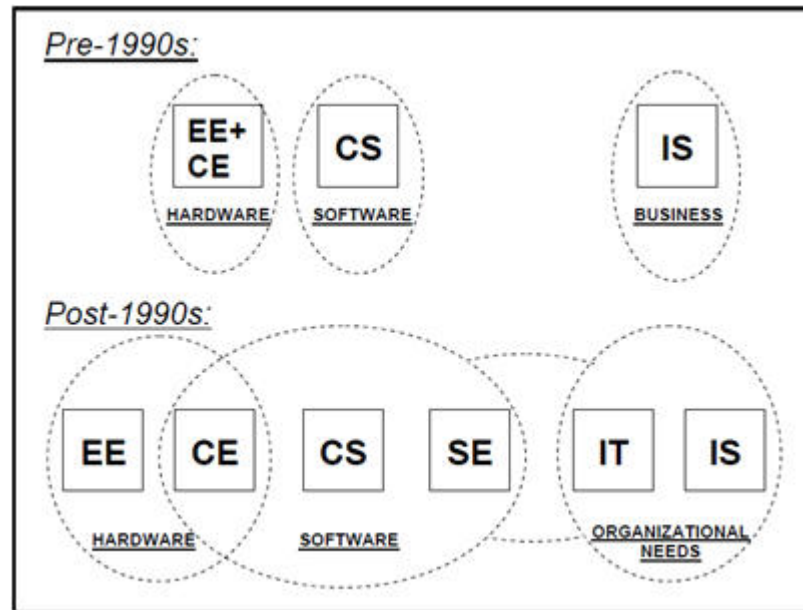 Pre-1990s:
EE+
CE
CS
IS
HARDWARE
SOFTWARE
BUSINESS
Post-1990s:
EE
CE
CS
SE
IT
IS
HARDWARE
SOFTWARE
ORGANIZATIONAL
NEEDS